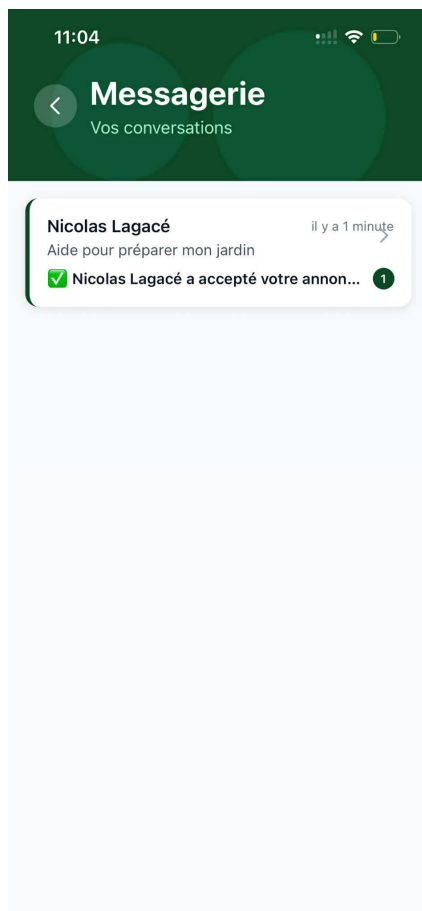 11:04
Messagerie
Vos conversations
Nicolas Lagacé
il y a 1 minute
Aide pour préparer mon jardin
✅ Nicolas Lagacé a accepté votre annon...
1